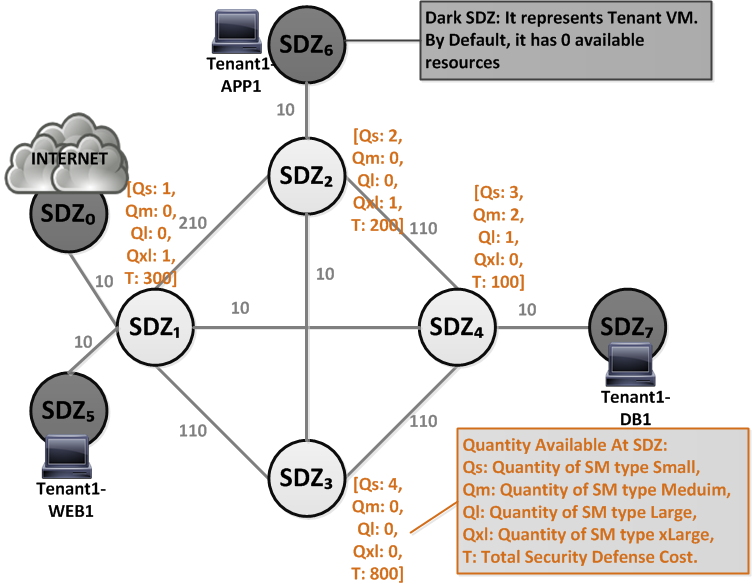 SDZ₆
Tenant1-
APP1
Dark SDZ: It represents Tenant VM.
By Default, it has 0 available
resources
10
INTERNET
SDZ₀
[Qs: 1,
Qm: 0,
Ql: 0,
Qxl: 1,
T: 300]
SDZ₂
[Qs: 2,
Qm: 0,
Ql: 0,
Qxl: 1,
T: 200]
[Qs: 3,
Qm: 2,
Ql: 1,
Qxl: 0,
T: 100]
210
110
10
10
10
10
10
SDZ₁
SDZ₄
SDZ₇
Tenant1-
DB1
SDZ₅
Tenant1-
WEB1
110
110
SDZ₃
[Qs: 4,
Qm: 0,
Ql: 0,
Qxl: 0,
T: 800]
Quantity Available At SDZ:
Qs: Quantity of SM type Small,
Qm: Quantity of SM type Meduim,
Ql: Quantity of SM type Large,
Qxl: Quantity of SM type xLarge,
T: Total Security Defense Cost.